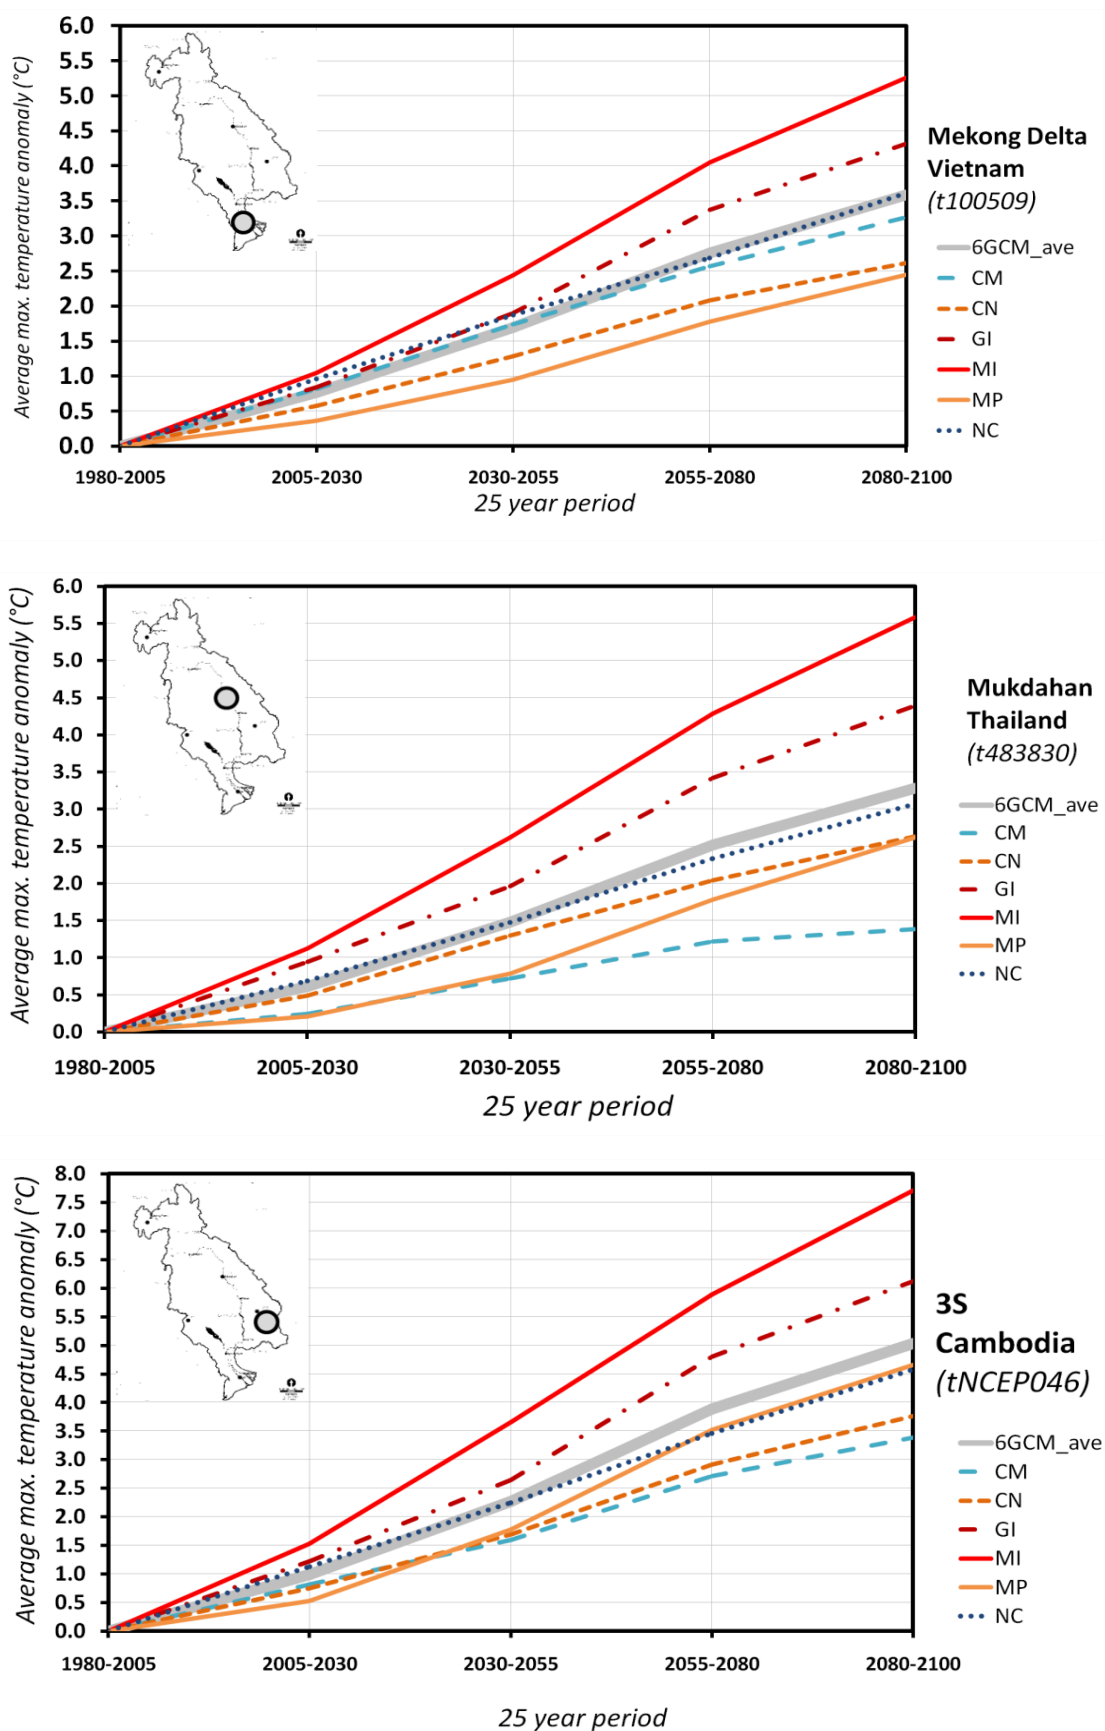 6.0
5.5
5.0
4.5
4.0
3.5
3.0
2.5
2.0
1.5
1.0
0.5
0.0
Average max. temperature anomaly (°C)
1980-2005 2005-2030 2030-2055 2055-2080 2080-2100
25 year period
Mekong Delta
Vietnam
(t100509)
6GCM_ave
CM
CN
GI
MI
MP
NC
6.0
5.5
5.0
4.5
4.0
3.5
3.0
2.5
2.0
1.5
1.0
0.5
0.0
Average max. temperature anomaly (°C)
1980-2005 2005-2030 2030-2055 2055-2080 2080-2100
25 year period
Mukdahan
Thailand
(t483830)
6GCM_ave
CM
CN
GI
MI
MP
NC
8.0
7.5
7.0
6.5
6.0
5.5
5.0
4.5
4.0
3.5
3.0
2.5
2.0
1.5
1.0
0.5
0.0
Average max. temperature anomaly (°C)
1980-2005 2005-2030 2030-2055 2055-2080 2080-2100
25 year period
3S
Cambodia
(tNCEP046)
6GCM_ave
CM
CN
GI
MI
MP
NC